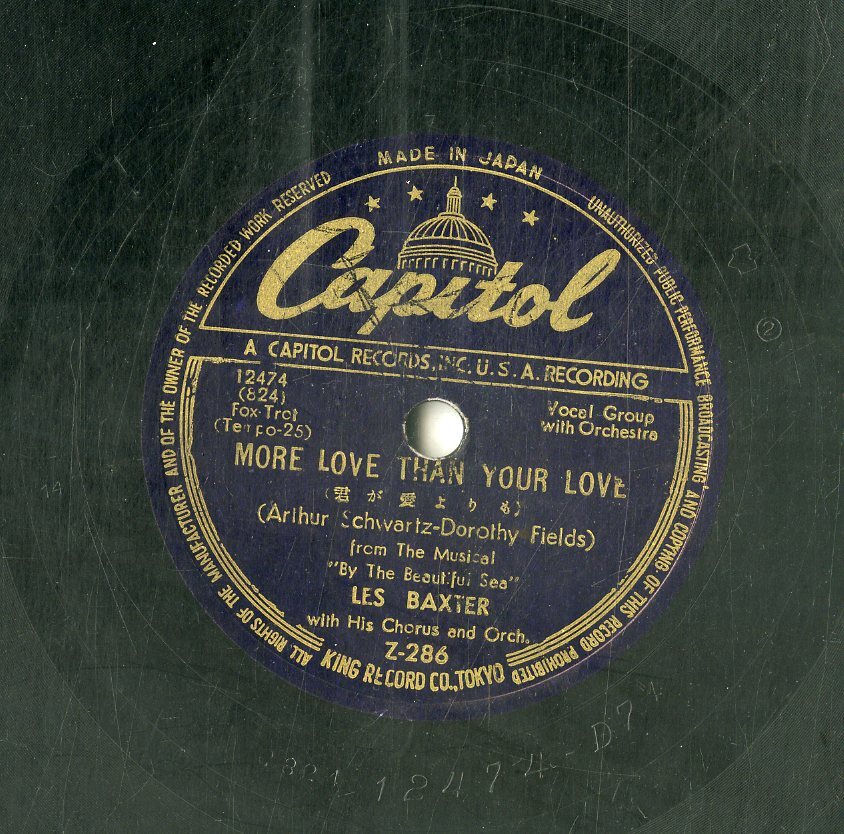 MADE IN JAPAN
ALL RIGHTS OF THE MANUFACTURER AND OF THE OWNER OF THE RECORDED WORK RESERVED
UNAUTHORIZED PUBLIC PERFORMANCE BROADCASTING AND COPYING OF THIS RECORD PROHIBITED
Capitol
A CAPITOL RECORDS, INC. U.S.A. RECORDING
12474
(824)
Fox-Trot
(Tempo-25)
Vocal Group
with Orchestra
MORE LOVE THAN YOUR LOVE
(君が愛よりも)
(Arthur Schwartz-Dorothy Fields)
from The Musical
"By The Beautiful Sea"
LES BAXTER
with His Chorus and Orch.
Z-286
KING RECORD CO., TOKYO
2
14
12474-D7